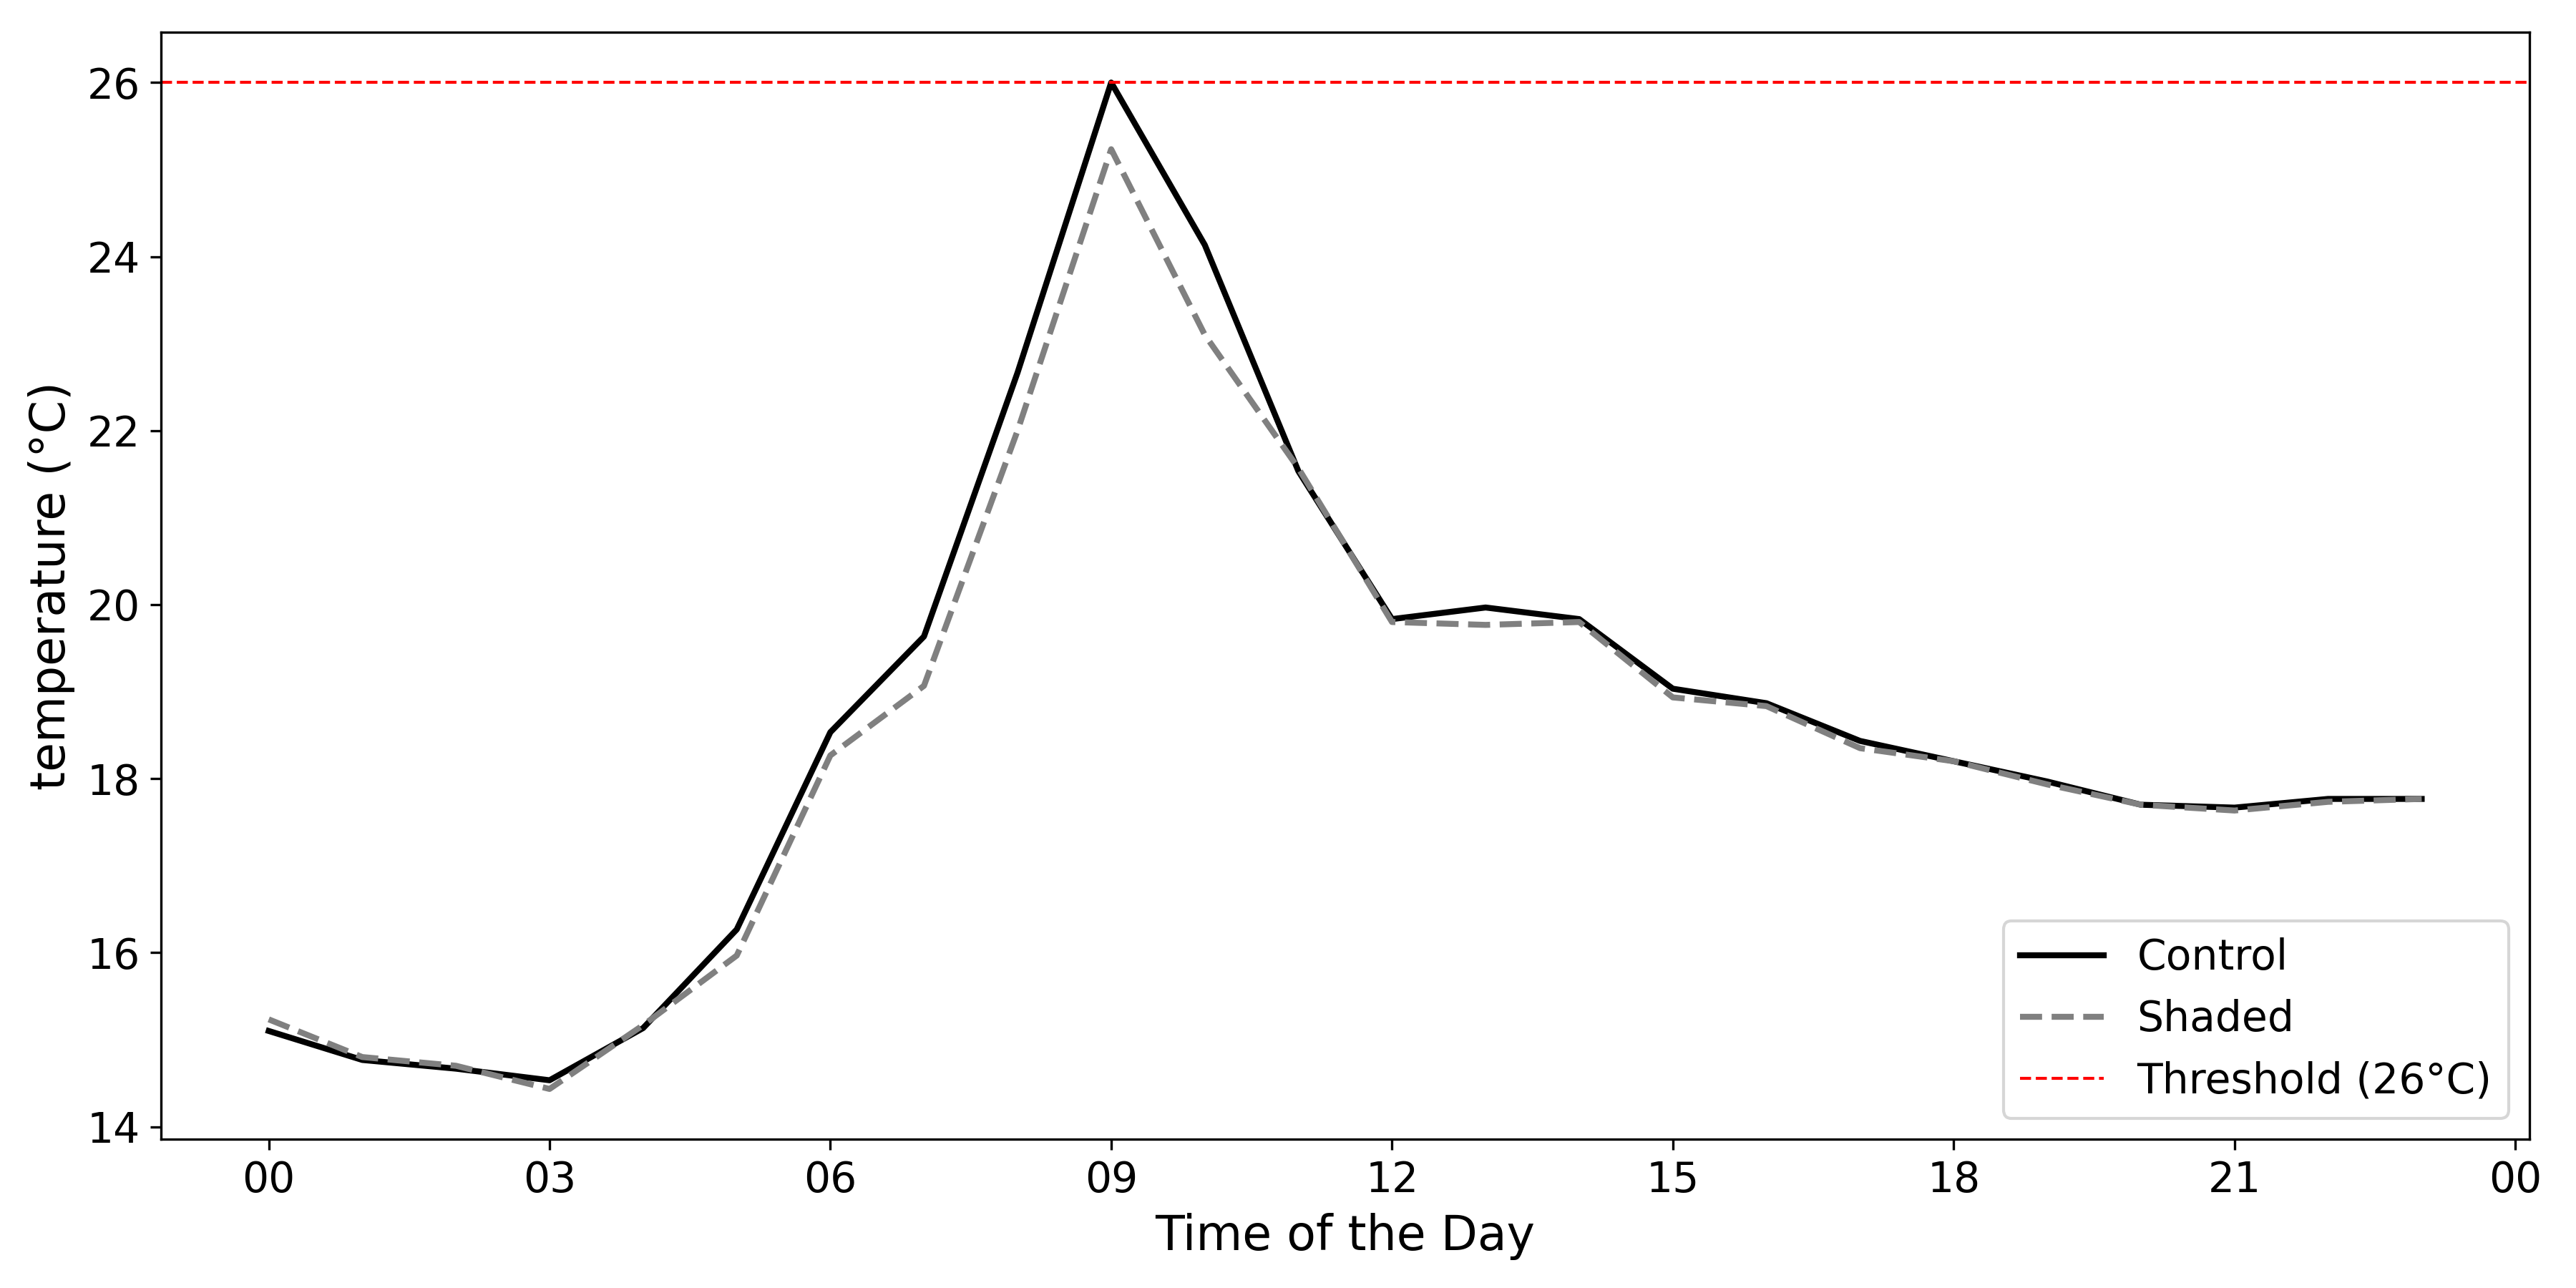 26
24
22
20
18
16
14
temperature (°C)
00 03 06 09 12 15 18 21 00
Time of the Day
Control
Shaded
Threshold (26°C)